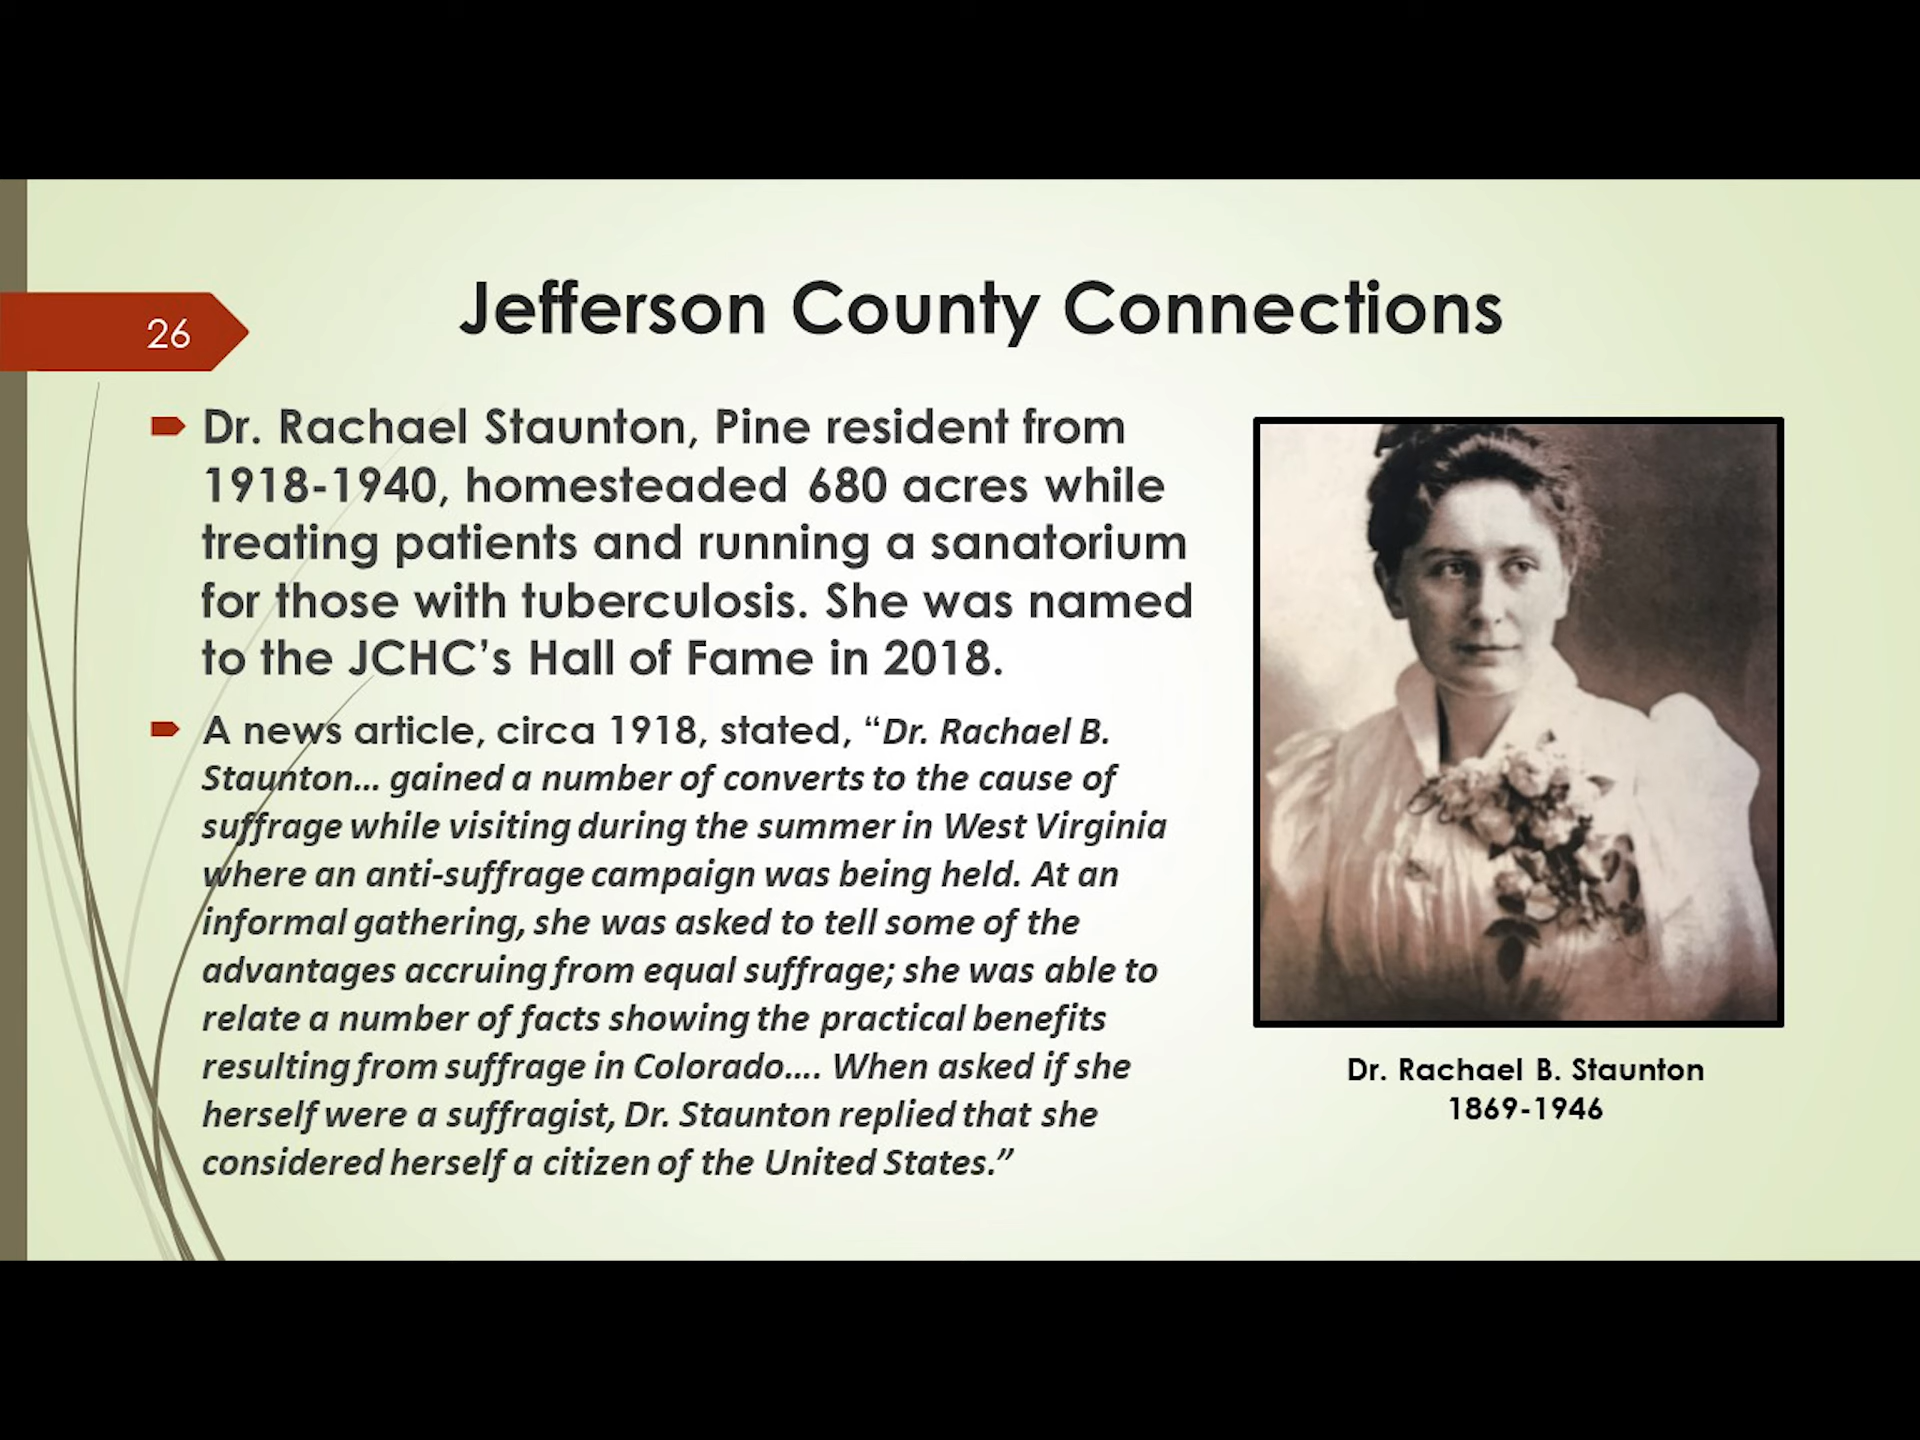 26
Jefferson County Connections
Dr. Rachael Staunton, Pine resident from
1918-1940, homesteaded 680 acres while
treating patients and running a sanatorium
for those with tuberculosis. She was named
to the JCHC’s Hall of Fame in 2018.
A news article, circa 1918, stated, “Dr. Rachael B.
Staunton… gained a number of converts to the cause of
suffrage while visiting during the summer in West Virginia
where an anti-suffrage campaign was being held. At an
informal gathering, she was asked to tell some of the
advantages accruing from equal suffrage; she was able to
relate a number of facts showing the practical benefits
resulting from suffrage in Colorado…. When asked if she
herself were a suffragist, Dr. Staunton replied that she
considered herself a citizen of the United States.”
Dr. Rachael B. Staunton
1869-1946